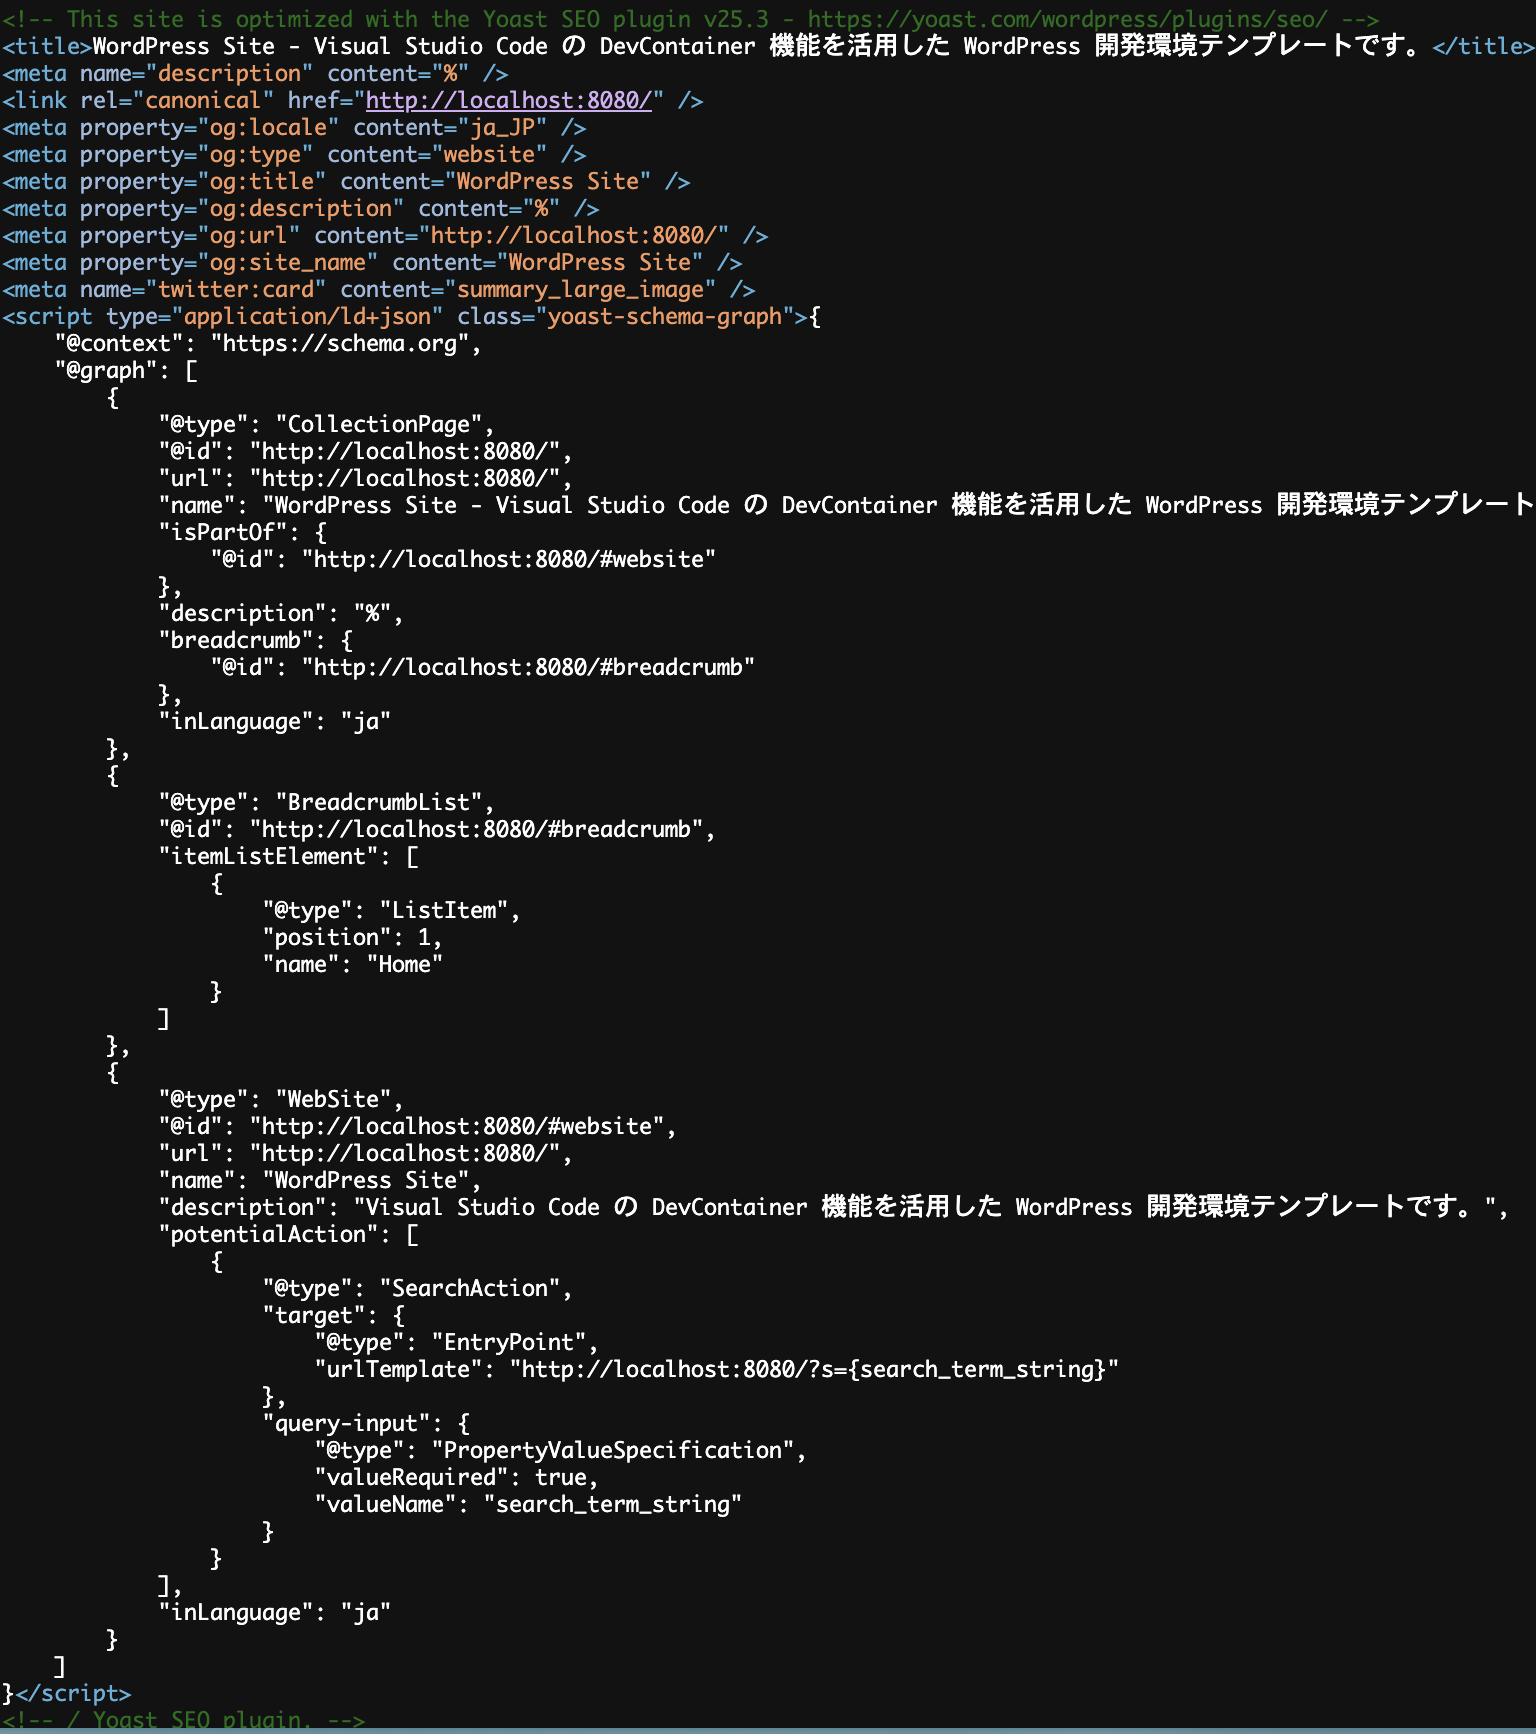 <!-- This site is optimized with the Yoast SEO plugin v25.3 - https://yoast.com/wordpress/plugins/seo/ -->
<title>WordPress Site - Visual Studio Code の DevContainer 機能を活用した WordPress 開発環境テンプレートです。</title>
<meta name="description" content="%" />
<link rel="canonical" href="http://localhost:8080/" />
<meta property="og:locale" content="ja_JP" />
<meta property="og:type" content="website" />
<meta property="og:title" content="WordPress Site" />
<meta property="og:description" content="%" />
<meta property="og:url" content="http://localhost:8080/" />
<meta property="og:site_name" content="WordPress Site" />
<meta name="twitter:card" content="summary_large_image" />
<script type="application/ld+json" class="yoast-schema-graph">{
    "@context": "https://schema.org",
    "@graph": [
        {
            "@type": "CollectionPage",
            "@id": "http://localhost:8080/",
            "url": "http://localhost:8080/",
            "name": "WordPress Site - Visual Studio Code の DevContainer 機能を活用した WordPress 開発環境テンプレート
            "isPartOf": {
                "@id": "http://localhost:8080/#website"
            },
            "description": "%",
            "breadcrumb": {
                "@id": "http://localhost:8080/#breadcrumb"
            },
            "inLanguage": "ja"
        },
        {
            "@type": "BreadcrumbList",
            "@id": "http://localhost:8080/#breadcrumb",
            "itemListElement": [
                {
                    "@type": "ListItem",
                    "position": 1,
                    "name": "Home"
                }
            ]
        },
        {
            "@type": "WebSite",
            "@id": "http://localhost:8080/#website",
            "url": "http://localhost:8080/",
            "name": "WordPress Site",
            "description": "Visual Studio Code の DevContainer 機能を活用した WordPress 開発環境テンプレートです。",
            "potentialAction": [
                {
                    "@type": "SearchAction",
                    "target": {
                        "@type": "EntryPoint",
                        "urlTemplate": "http://localhost:8080/?s={search_term_string}"
                    },
                    "query-input": {
                        "@type": "PropertyValueSpecification",
                        "valueRequired": true,
                        "valueName": "search_term_string"
                    }
                }
            ],
            "inLanguage": "ja"
        }
    ]
}</script>
<!-- / Yoast SEO plugin. -->